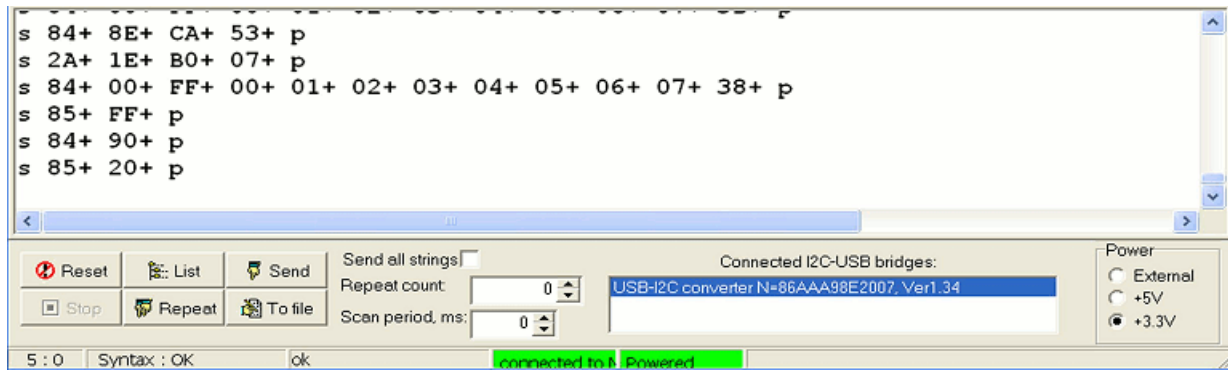 s 84+ 8E+ CA+ 53+ p
s 2A+ 1E+ B0+ 07+ p
s 84+ 00+ FF+ 00+ 01+ 02+ 03+ 04+ 05+ 06+ 07+ 38+ p
s 85+ FF+ p
s 84+ 90+ p
s 85+ 20+ p
Reset List Send
Stop Repeat To file
Send all strings
Repeat count: 0
Scan period, ms: 0
Connected I2C-USB bridges:
USB-I2C converter N=86AAA98E2007, Ver1.34
Power
External
+5V
+3.3V
5 : 0 Syntax : OK ok connected to Powered